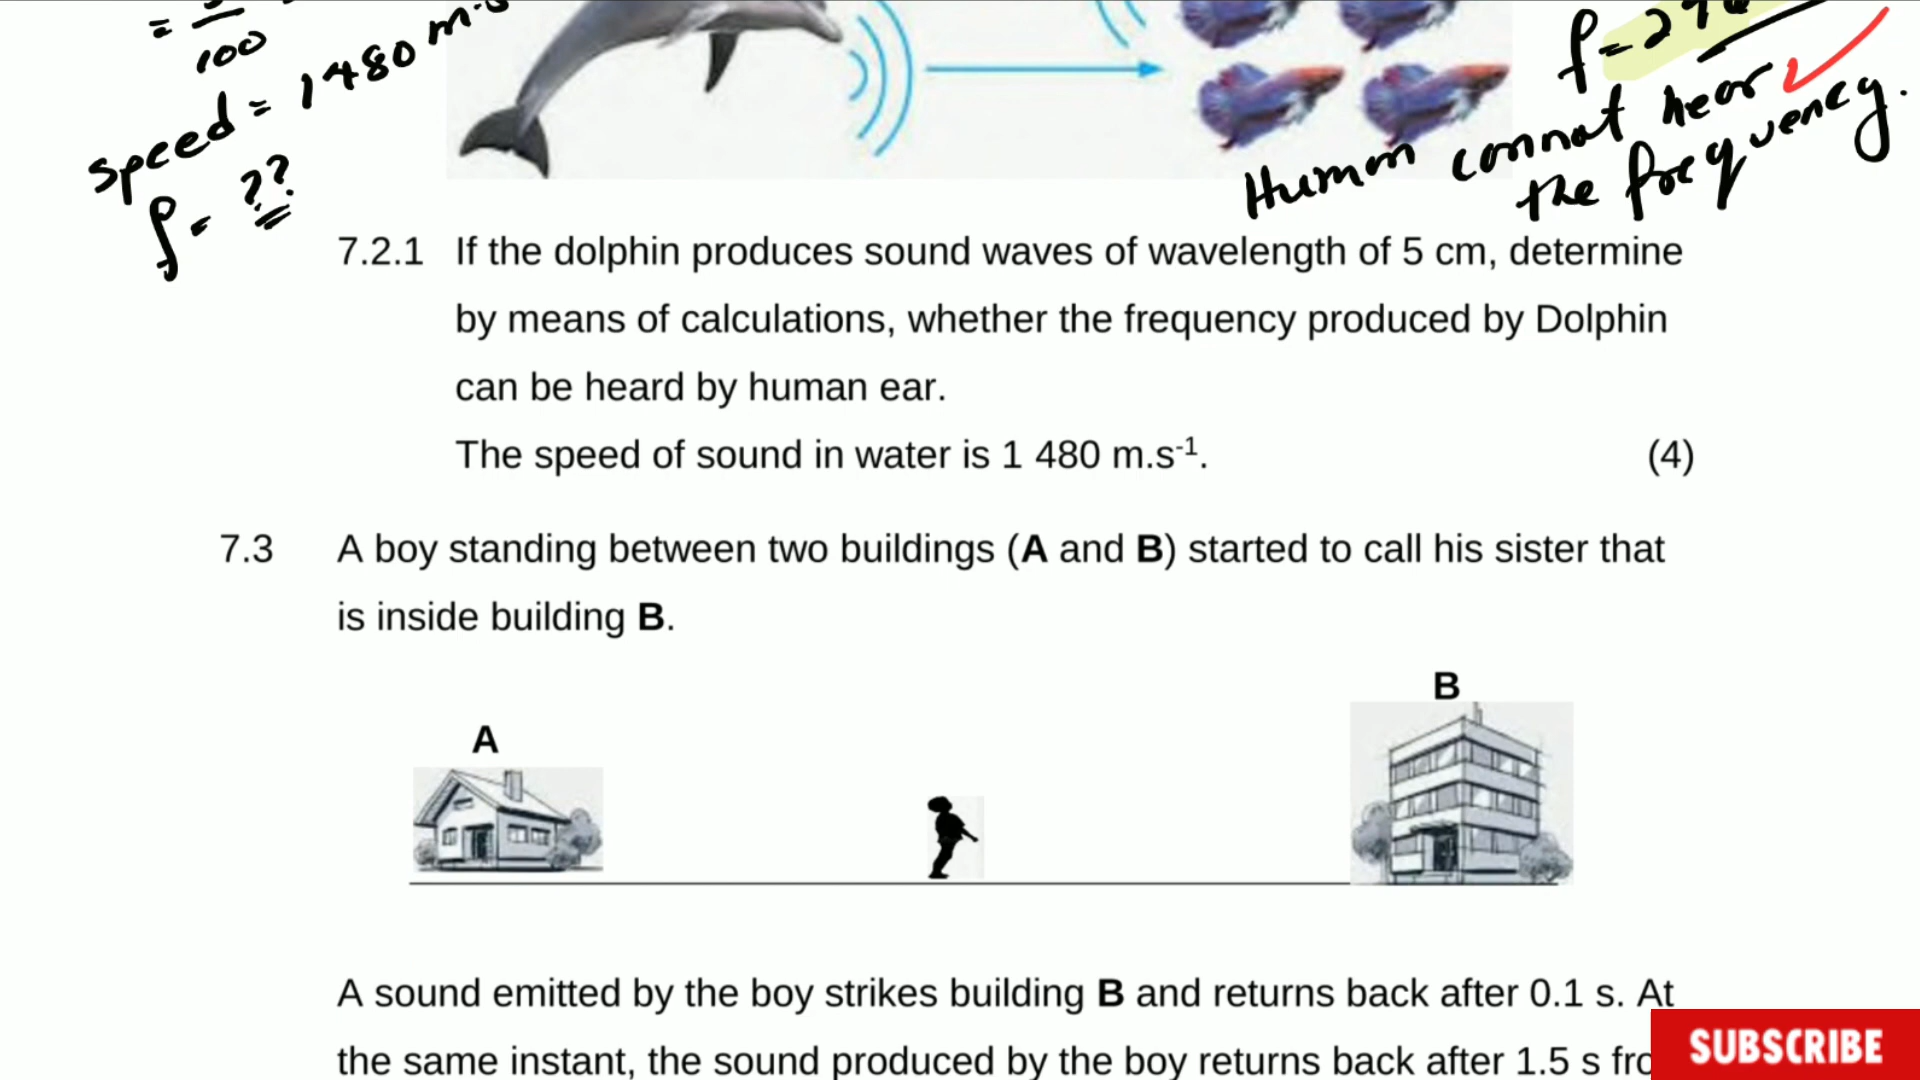 100
speed = 1480 m.s
f = ??
Human cannot hear
the frequency.
7.2.1 If the dolphin produces sound waves of wavelength of 5 cm, determine
by means of calculations, whether the frequency produced by Dolphin
can be heard by human ear.
The speed of sound in water is 1 480 m.s-1. (4)
7.3 A boy standing between two buildings (A and B) started to call his sister that
is inside building B.
B
A
A sound emitted by the boy strikes building B and returns back after 0.1 s. At
the same instant, the sound produced by the boy returns back after 1.5 s
SUBSCRIBE